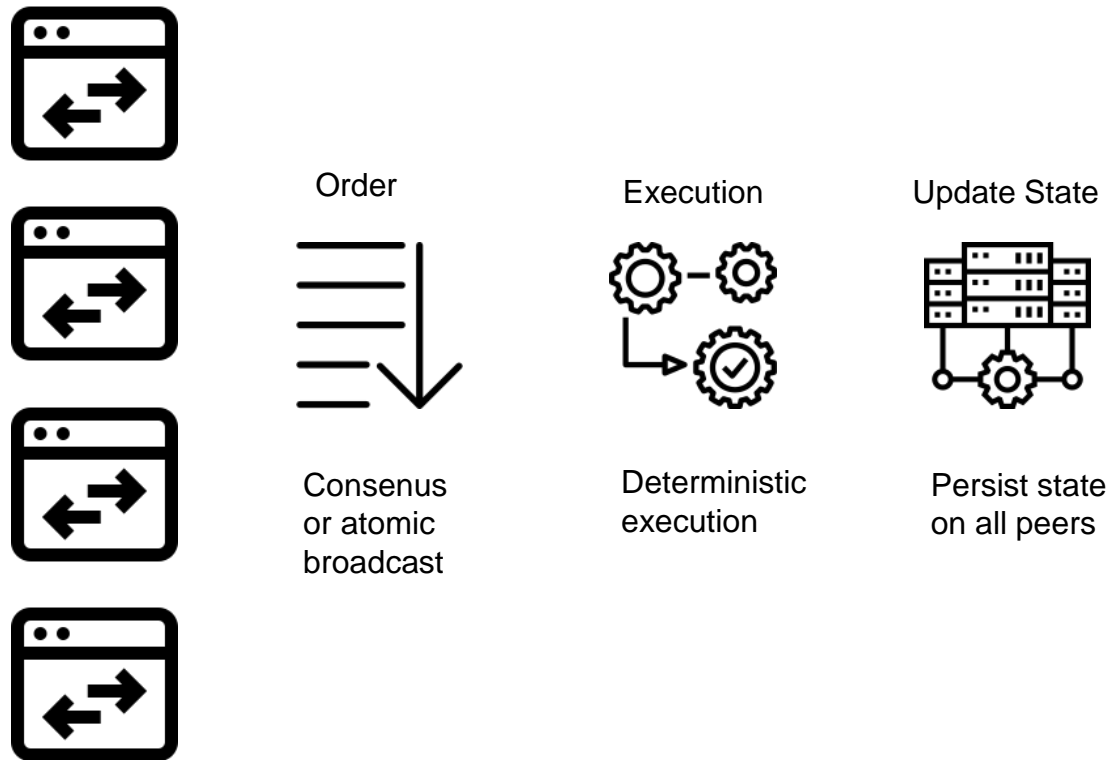 Order
Execution
Update State
Consenus
or atomic
broadcast
Deterministic
execution
Persist state
on all peers